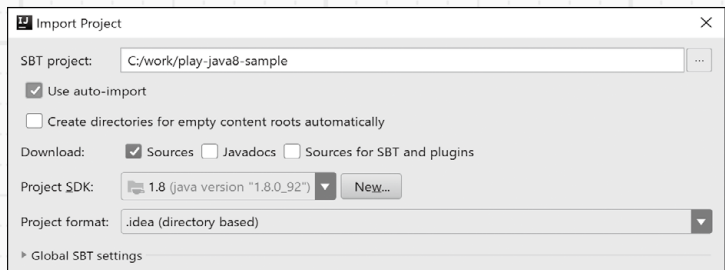 Import Project
SBT project: C:/work/play-java8-sample ...
Use auto-import
Create directories for empty content roots automatically
Download: Sources Javadocs Sources for SBT and plugins
Project SDK: 1.8 (java version "1.8.0_92") New...
Project format: .idea (directory based)
Global SBT settings